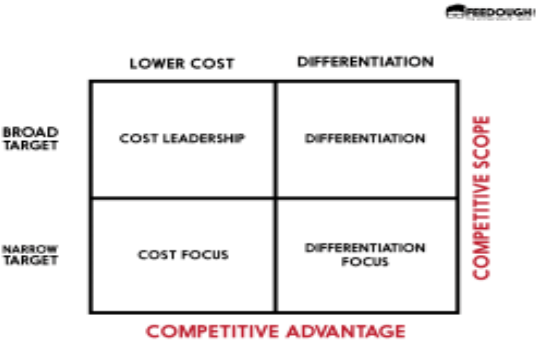 FEEDOUGH
LOWER COST
DIFFERENTIATION
BROAD
TARGET
COST LEADERSHIP
DIFFERENTIATION
NARROW
TARGET
COST FOCUS
DIFFERENTIATION
FOCUS
COMPETITIVE SCOPE
COMPETITIVE ADVANTAGE